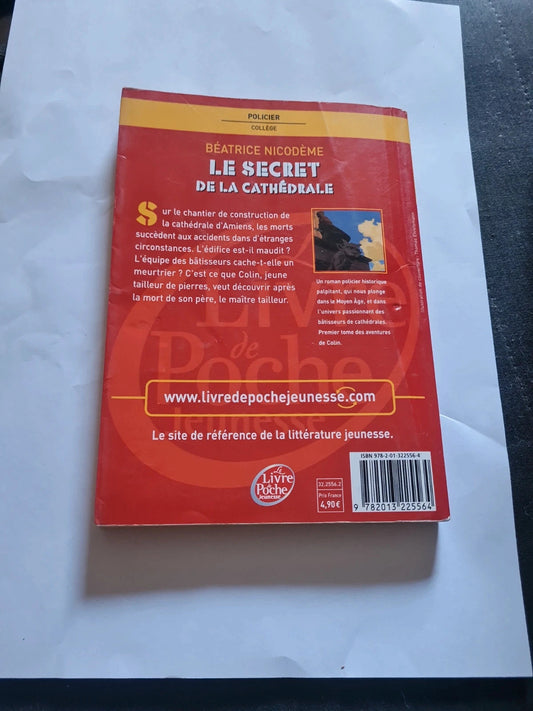 POLICIER
COLLÈGE
BÉATRICE NICODÈME
LE SECRET
DE LA CATHÉDRALE
Sur le chantier de construction de
la cathédrale d'Amiens, les morts
succèdent aux accidents dans d'étranges
circonstances. L'édifice est-il maudit ?
L'équipe des bâtisseurs cache-t-elle un
meurtrier ? C'est ce que Colin, jeune
tailleur de pierres, veut découvrir après
la mort de son père, le maître tailleur.
Un roman policier historique
palpitant, qui nous plonge
dans le Moyen Âge, et dans
l'univers passionnant des
bâtisseurs de cathédrales.
Premier tome des aventures
de Colin.
Livre
de
Poche
Jeunesse
www.livredepochejeunesse.com
Le site de référence de la littérature jeunesse.
Le
Livre
de
Poche
Jeunesse
32.2556.2
Prix France
4,90 €
ISBN 978-2-01-322556-4
9 782013 225564